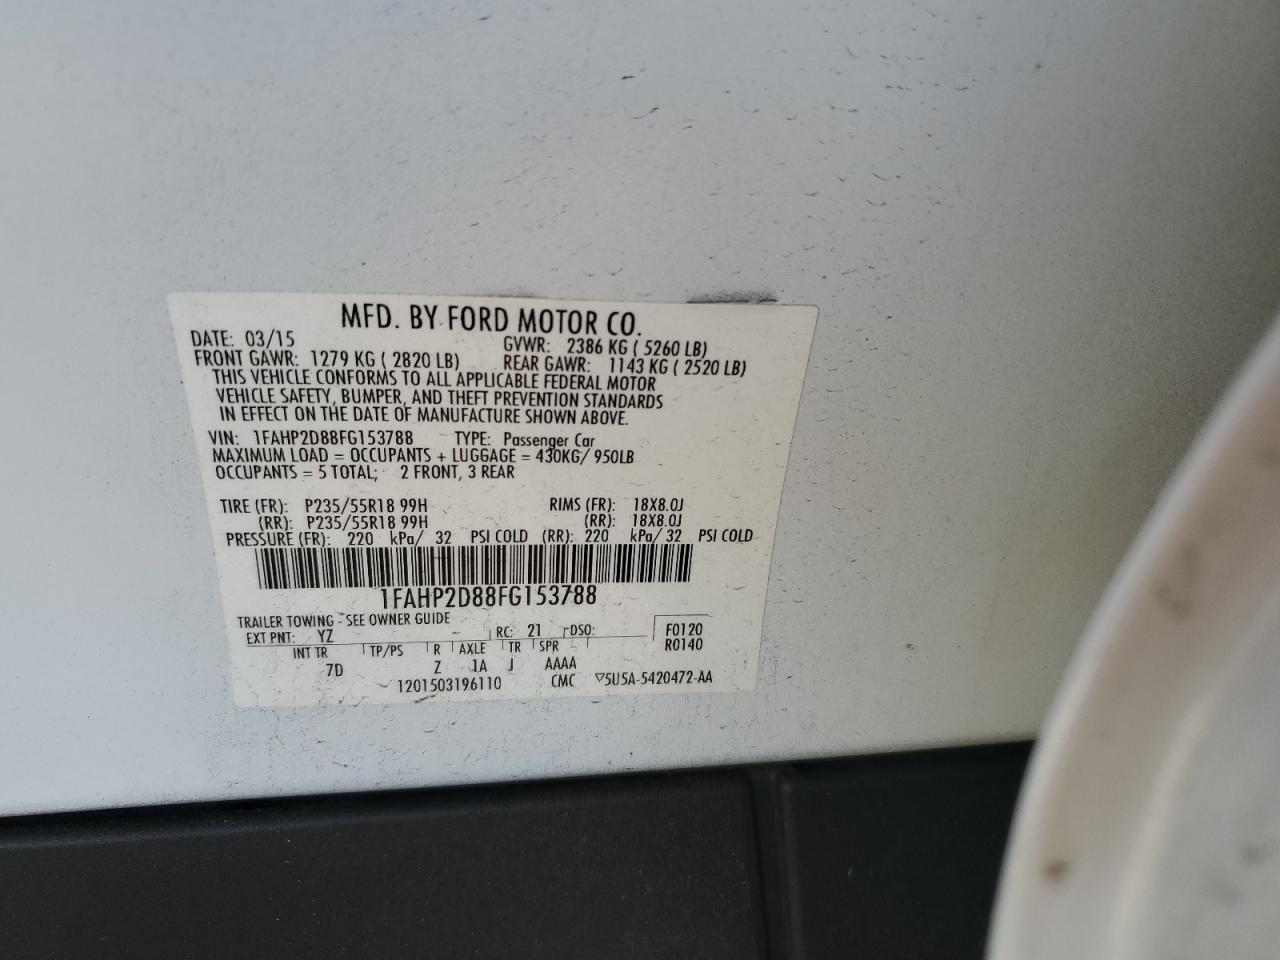 MFD. BY FORD MOTOR CO.
DATE: 03/15 GVWR: 2386 KG ( 5260 LB)
FRONT GAWR: 1279 KG ( 2820 LB) REAR GAWR: 1143 KG ( 2520 LB)
THIS VEHICLE CONFORMS TO ALL APPLICABLE FEDERAL MOTOR
VEHICLE SAFETY, BUMPER, AND THEFT PREVENTION STANDARDS
IN EFFECT ON THE DATE OF MANUFACTURE SHOWN ABOVE.
VIN: 1FAHP2D88FG153788 TYPE: Passenger Car
MAXIMUM LOAD = OCCUPANTS + LUGGAGE = 430KG/ 950LB
OCCUPANTS = 5 TOTAL; 2 FRONT, 3 REAR
TIRE (FR): P235/55R18 99H RIMS (FR): 18X8.0J
(RR): P235/55R18 99H (RR): 18X8.0J
PRESSURE (FR): 220 kPa/ 32 PSI COLD (RR): 220 kPa/ 32 PSI COLD
1FAHP2D88FG153788
TRAILER TOWING - SEE OWNER GUIDE
EXT PNT: YZ RC: 21 DSO: F0120
INT TR TP/PS R AXLE TR SPR R0140
7D Z 1A J AAAA
1201503196110 CMC ▽5U5A-5420472-AA